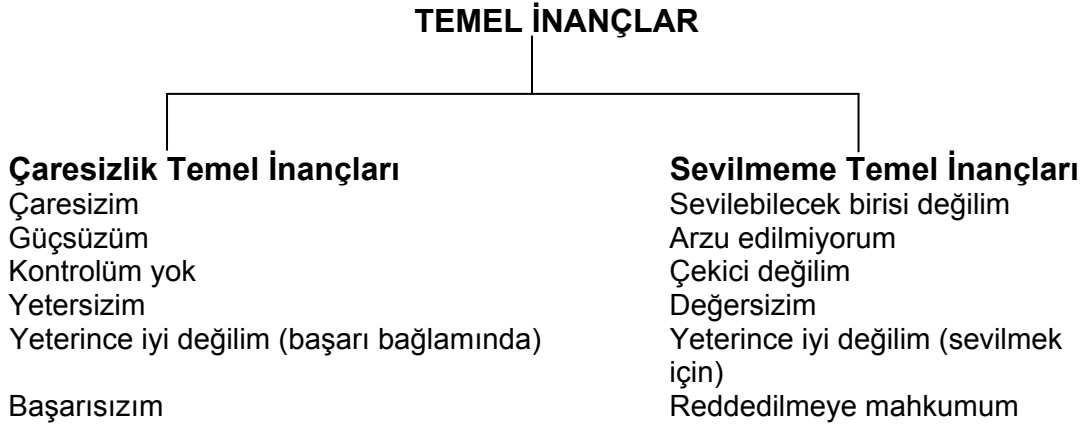 TEMEL İNANÇLAR
Çaresizlik Temel İnançları
Çaresizim
Güçsüzüm
Kontrolüm yok
Yetersizim
Yeterince iyi değilim (başarı bağlamında)
Başarısızım
Sevilmeme Temel İnançları
Sevilebilecek birisi değilim
Arzu edilmiyorum
Çekici değilim
Değersizim
Yeterince iyi değilim (sevilmek
için)
Reddedilmeye mahkumum